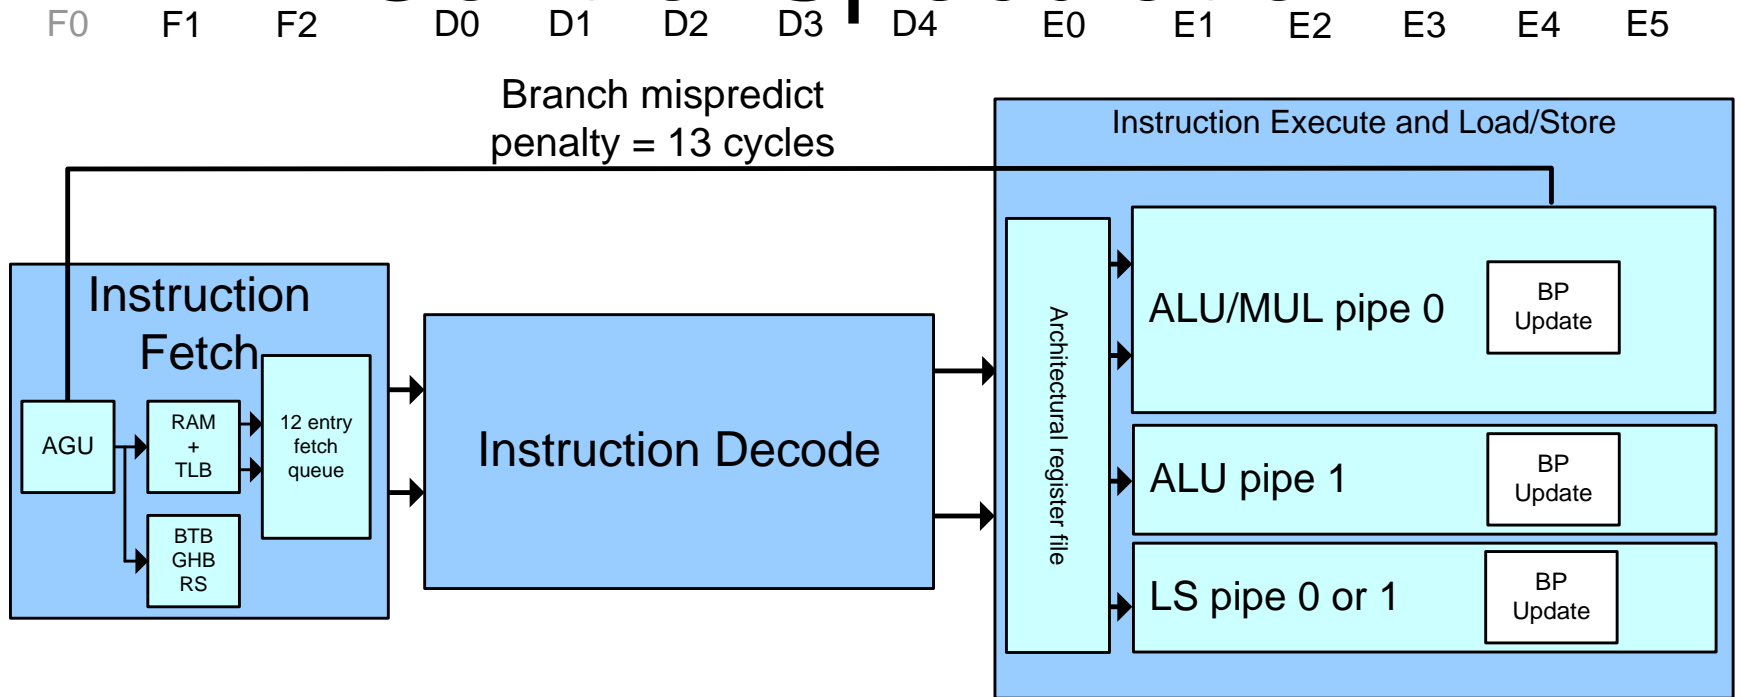 F0 F1 F2 D0 D1 D2 D3 D4 E0 E1 E2 E3 E4 E5
Branch mispredict
penalty = 13 cycles
Instruction Execute and Load/Store
Instruction
Fetch
AGU
RAM
+
TLB
12 entry
fetch
queue
BTB
GHB
RS
Instruction Decode
Architectural register file
ALU/MUL pipe 0
BP
Update
ALU pipe 1
BP
Update
LS pipe 0 or 1
BP
Update